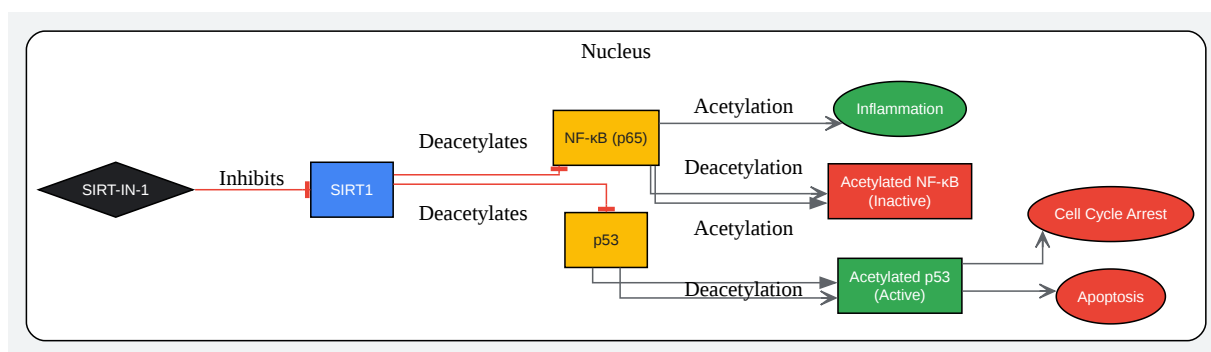 Nucleus
SIRT-IN-1
Inhibits
SIRT1
Deacetylates
Deacetylates
NF-κB (p65)
p53
Acetylation
Deacetylation
Acetylation
Deacetylation
Inflammation
Acetylated NF-κB
(Inactive)
Acetylated p53
(Active)
Cell Cycle Arrest
Apoptosis